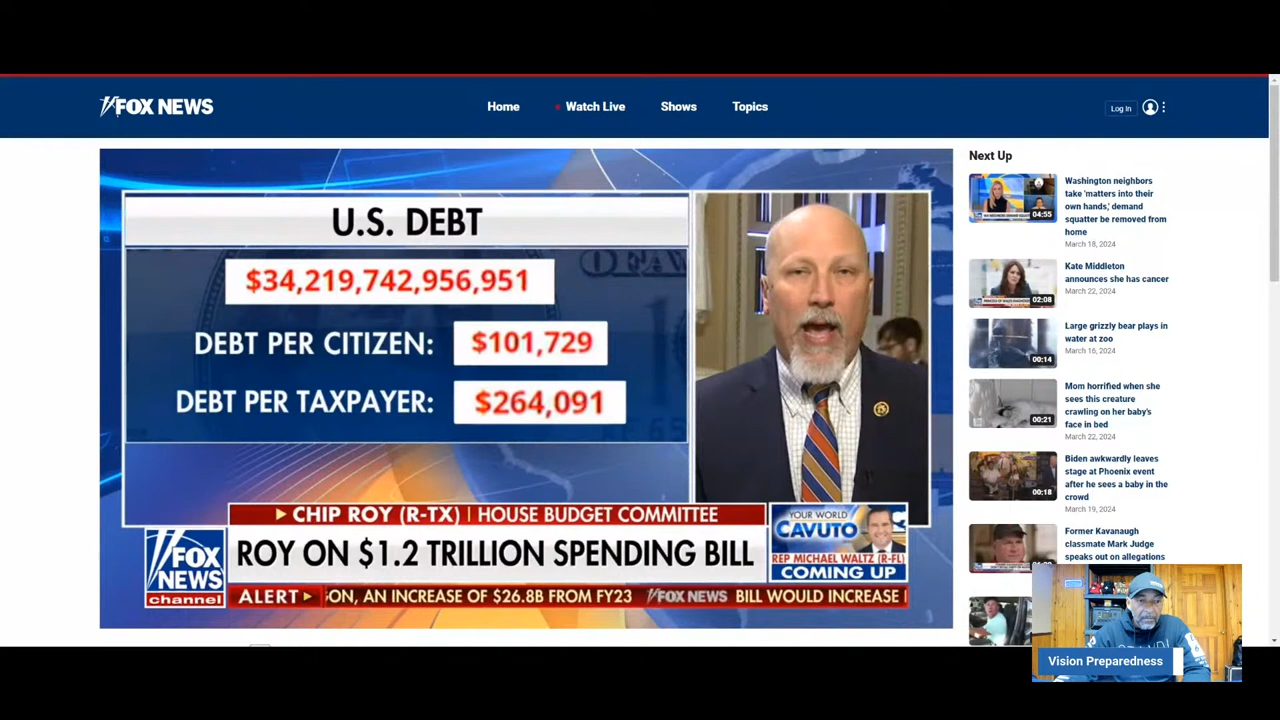 FOX NEWS
Home
Watch Live
Shows
Topics
Log In
U.S. DEBT
$34,219,742,956,951
DEBT PER CITIZEN: $101,729
DEBT PER TAXPAYER: $264,091
CHIP ROY (R-TX) | HOUSE BUDGET COMMITTEE
ROY ON $1.2 TRILLION SPENDING BILL
FOX
NEWS
channel
YOUR WORLD
CAVUTO
REP MICHAEL WALTZ (R-FL)
COMING UP
ALERT ON, AN INCREASE OF $26.8B FROM FY23 FOX NEWS BILL WOULD INCREASE
Next Up
04:55
Washington neighbors
take 'matters into their
own hands,' demand
squatter be removed from
home
March 18, 2024
02:08
Kate Middleton
announces she has cancer
March 22, 2024
00:14
Large grizzly bear plays in
water at zoo
March 16, 2024
00:21
Mom horrified when she
sees this creature
crawling on her baby's
face in bed
March 22, 2024
00:18
Biden awkwardly leaves
stage at Phoenix event
after he sees a baby in the
crowd
March 19, 2024
Former Kavanaugh
classmate Mark Judge
speaks out on allegations
Vision Preparedness